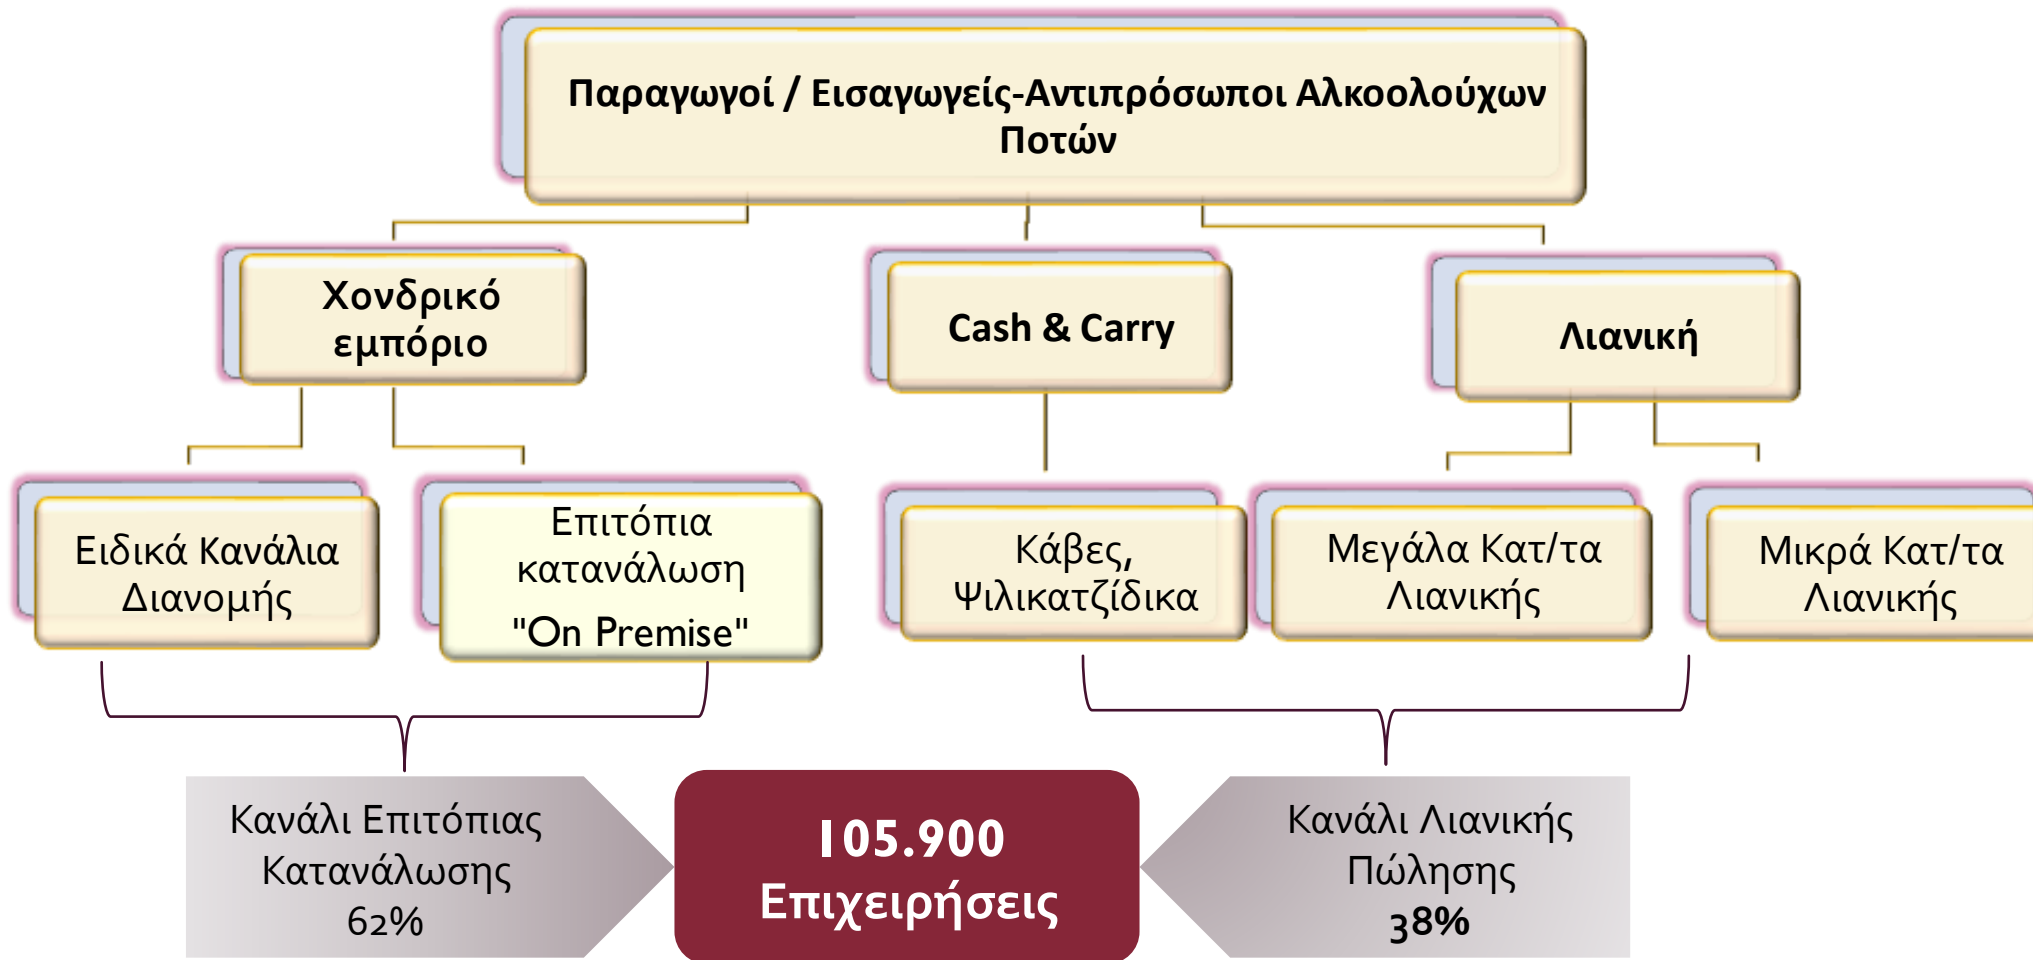 Παραγωγοί / Εισαγωγείς-Αντιπρόσωποι Αλκοολούχων
Ποτών
Χονδρικό
εμπόριο
Cash & Carry
Λιανική
Ειδικά Κανάλια
Διανομής
Επιτόπια
κατανάλωση
"On Premise"
Κάβες,
Ψιλικατζίδικα
Μεγάλα Κατ/τα
Λιανικής
Μικρά Κατ/τα
Λιανικής
Κανάλι Επιτόπιας
Κατανάλωσης
62%
105.900
Επιχειρήσεις
Κανάλι Λιανικής
Πώλησης
38%